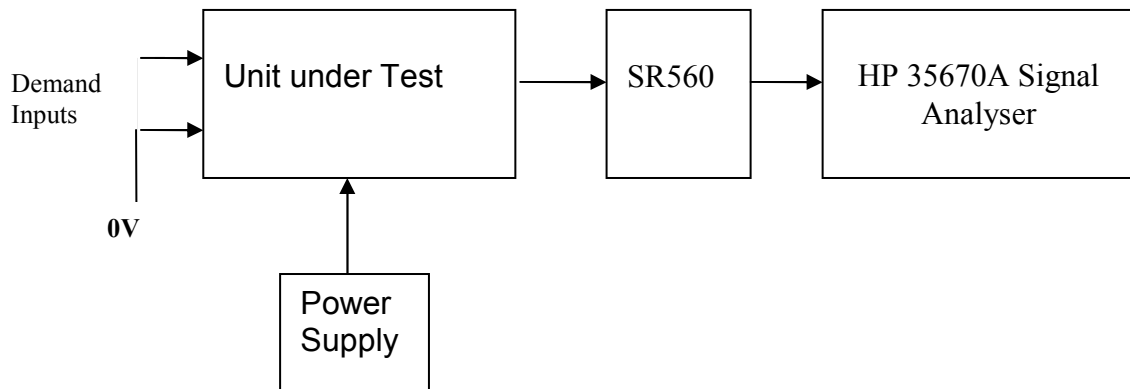 Demand
Inputs
0V
Unit under Test
SR560
HP 35670A Signal
Analyser
Power
Supply